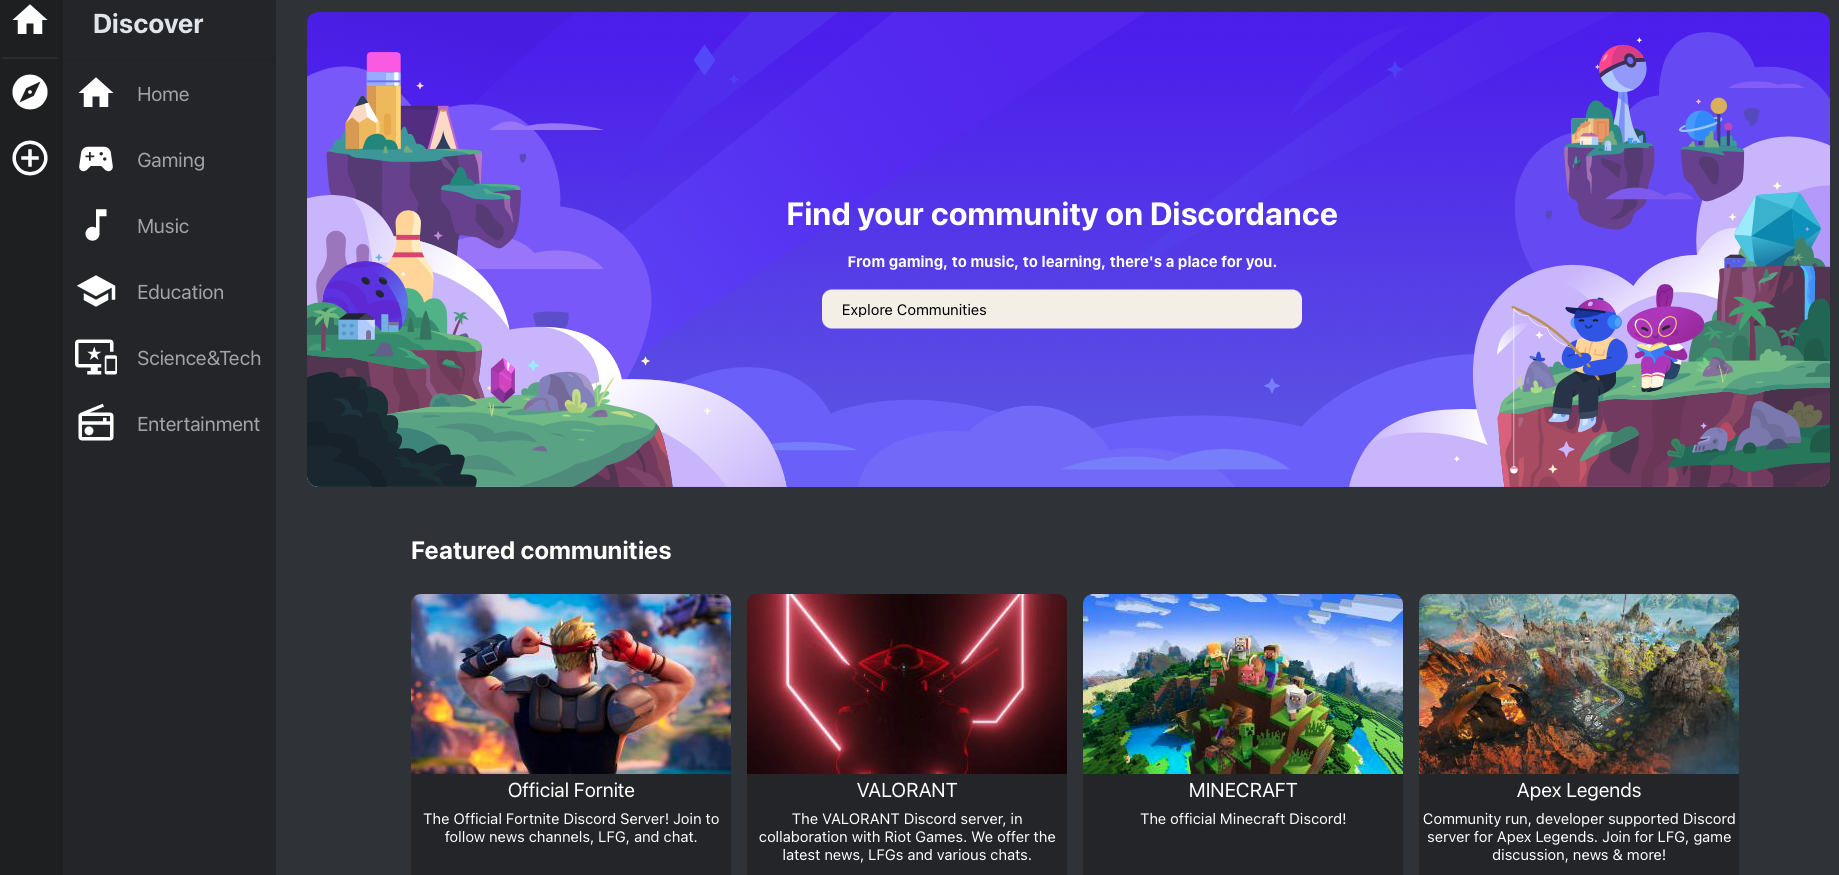 Discover
Home
Gaming
Music
Education
Science&Tech
Entertainment
Find your community on Discordance
From gaming, to music, to learning, there's a place for you.
Explore Communities
Featured communities
Official Fornite
The Official Fortnite Discord Server! Join to
follow news channels, LFG, and chat.
VALORANT
The VALORANT Discord server, in
collaboration with Riot Games. We offer the
latest news, LFGs and various chats.
MINECRAFT
The official Minecraft Discord!
Apex Legends
Community run, developer supported Discord
server for Apex Legends. Join for LFG, game
discussion, news & more!